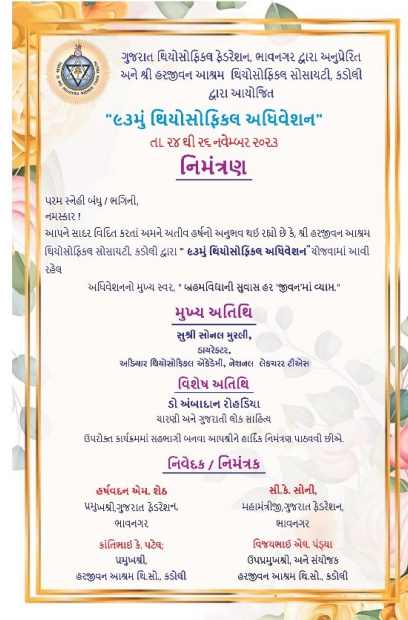 ગુજરાત થિયોસોફિકલ ફેડરેશન, ભાવનગર દ્વારા અનુપ્રેરિત
અને શ્રી હરજીવન આશ્રમ થિયોસોફિકલ સોસાયટી, કડોલી
દ્વારા આયોજિત
"૯૩મું થિયોસોફિકલ અધિવેશન"
તા. ૨૪ થી ૨૬ નવેમ્બર ૨૦૨૩
નિમંત્રણ
પરમ સ્નેહી બંધુ / ભગિની,
નમસ્કાર !
આપને સાદર વિદિત કરતાં અમને અતીવ હર્ષનો અનુભવ થઇ રહ્યો છે કે, શ્રી હરજીવન આશ્રમ
થિયોસોફિકલ સોસાયટી, કડોલી દ્વારા " ૯૩મું થિયોસોફિકલ અધિવેશન" યોજવામાં આવી
રહેલ
અધિવેશનનો મુખ્ય સ્વર, " બ્રહ્મવિદ્યાની સુવાસ હર 'જીવન'માં વ્યાપ્ત."
મુખ્ય અતિથિ
સુશ્રી સોનલ મુરલી,
ડાયરેક્ટર,
અડિયાર થિયોસોફિકલ એકેડેમી, નેશનલ લેક્ચરર ટીએસ
વિશેષ અતિથિ
ડો અંબાદાન રોહડિયા
ચારણી અને ગુજરાતી લોક સાહિત્ય
ઉપરોક્ત કાર્યક્રમમાં સહભાગી બનવા આપશ્રીને હાર્દિક નિમંત્રણ પાઠવવી છીએ.
નિવેદક / નિમંત્રક
હર્ષવદન એમ. શેઠ
પ્રમુખશ્રી,ગુજરાત ફેડરેશન,
ભાવનગર
સી.કે. સોની,
મહામંત્રીજી,ગુજરાત ફેડરેશન,
ભાવનગર
કાંતિભાઇ કે. પટેલ;
પ્રમુખશ્રી,
હરજીવન આશ્રમ થિ.સો., કડોલી
વિજયભાઇ એલ. પંડ્યા
ઉપપ્રમુખશ્રી, અને સંયોજક
હરજીવન આશ્રમ થિ.સો., કડોલી